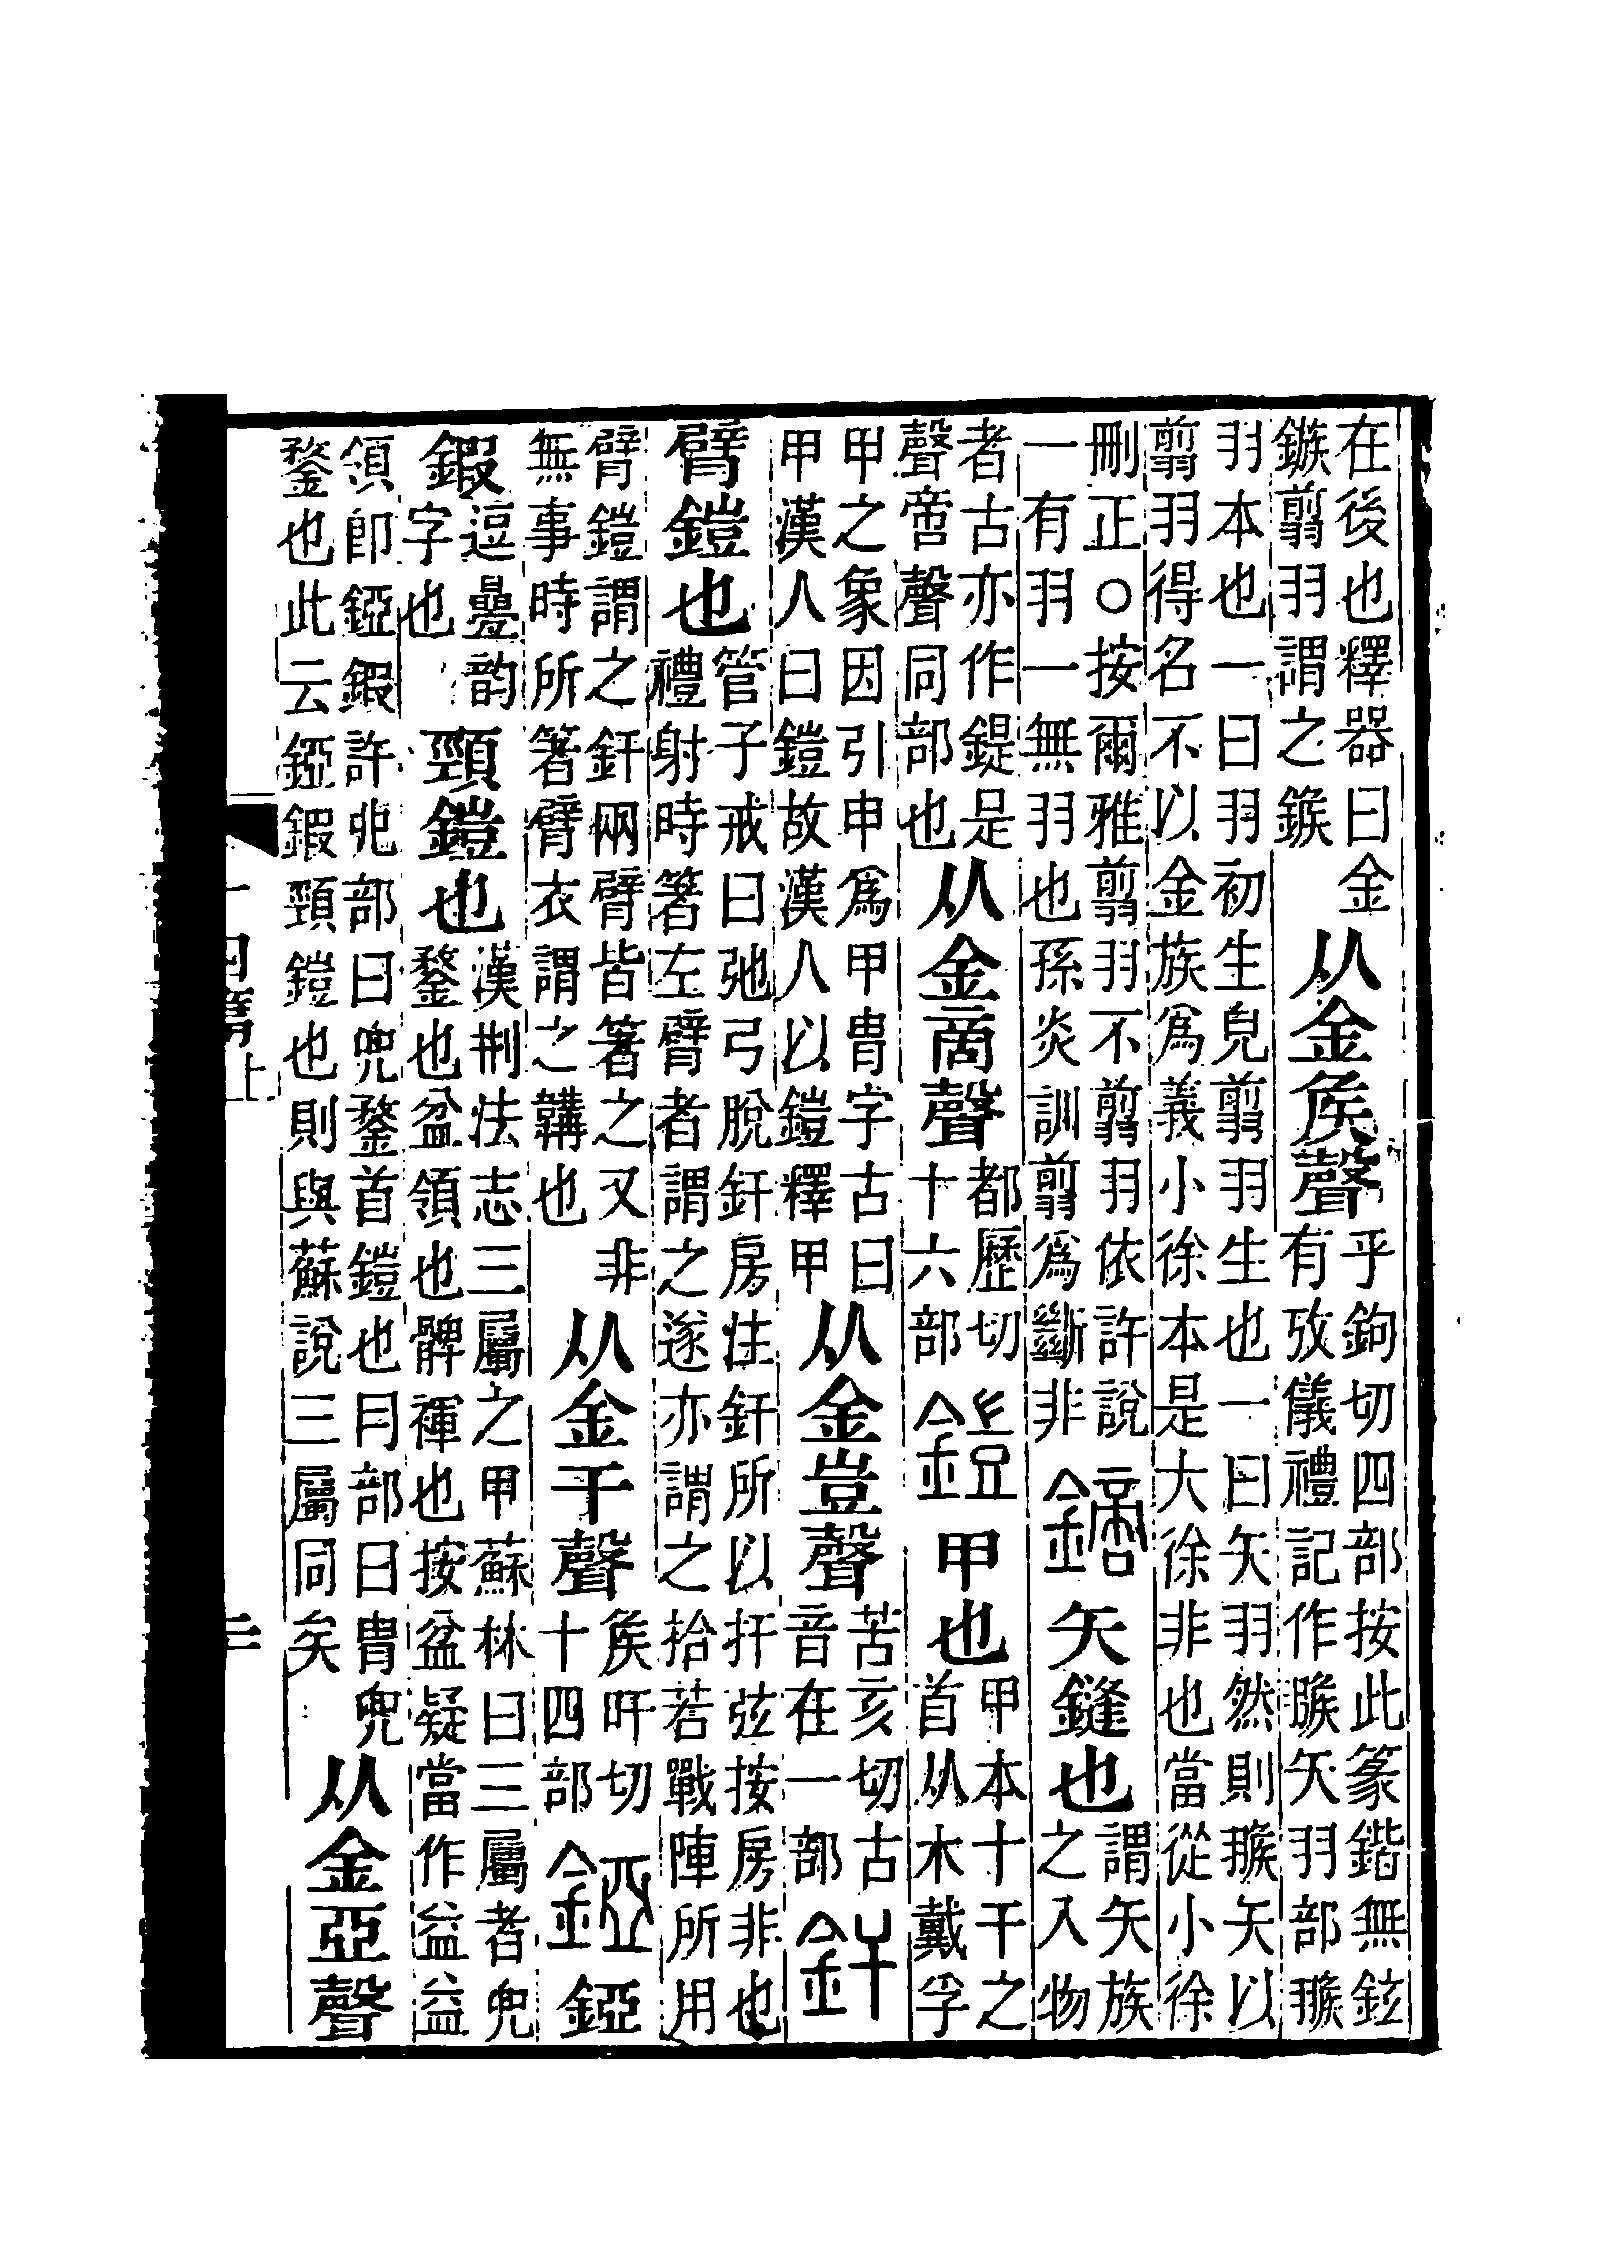 在後也釋器曰金
鏃翦羽謂之鍭
从金矦聲
乎鉤切四部按此篆鍇無鉉
有攷儀禮記作㬋矢羽部翭
羽本也一曰羽初生皃翦羽生也一曰矢羽然則翭矢以
翦羽得名不以金族爲義小徐本是大徐非也當從小徐
刪正○按爾雅翦羽不翦羽依許說
一有羽一無羽也孫炎訓翦爲斷非
鏑
矢鏠也
謂矢族
之入物
者古亦作鍉是
聲啻聲同部也
从金啇聲
都歷切
十六部
鎧
甲也
甲本十干之
首从木戴孚
甲之象因引申爲甲冑字古曰
甲漢人曰鎧故漢人以鎧釋甲
从金豈聲
苦亥切古
音在一部
釬
臂鎧也
管子戒曰弛弓脫釬房注釬所以扞弦按房非也
禮射時箸左臂者謂之遂亦謂之拾若戰陣所用
臂鎧謂之釬兩臂皆箸之又非
無事時所箸臂衣謂之韝也
从金干聲
矦旰切
十四部
錏
錏
鍜
逗疊韵
字也
頸鎧也
漢荆法志三屬之甲蘇林曰三屬者兜
鍪也盆領也髀褌也按盆疑當作益益
領卽錏鍜許兆部曰兜鍪首鎧也冃部曰冑兜
鍪也此云錏鍜頸鎧也則與蘇說三屬同矣
从金亞聲
十四篇上